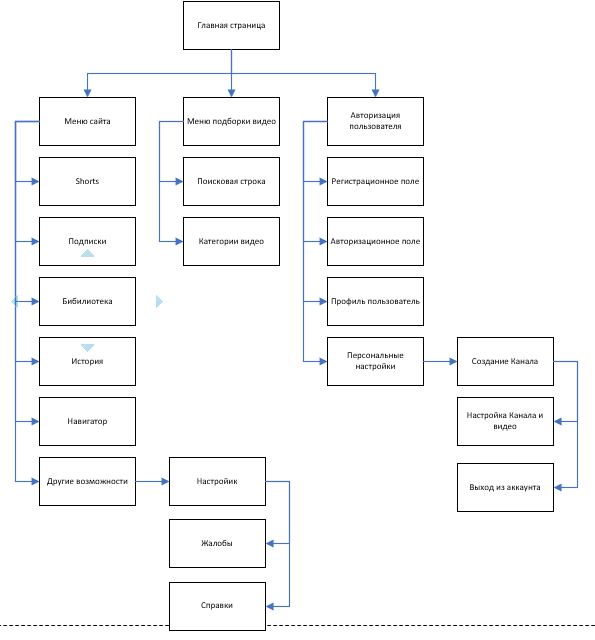 Главная страница
Меню сайта
Меню подборки видео
Авторизация
пользователя
Shorts
Поисковая строка
Регистрационное поле
Подписки
Категории видео
Авторизационное поле
Бибилиотека
Профиль пользователь
История
Персональные
настройки
Создание Канала
Навигатор
Настройка Канала и
видео
Другие возможности
Настройик
Выход из аккаунта
Жалобы
Справки